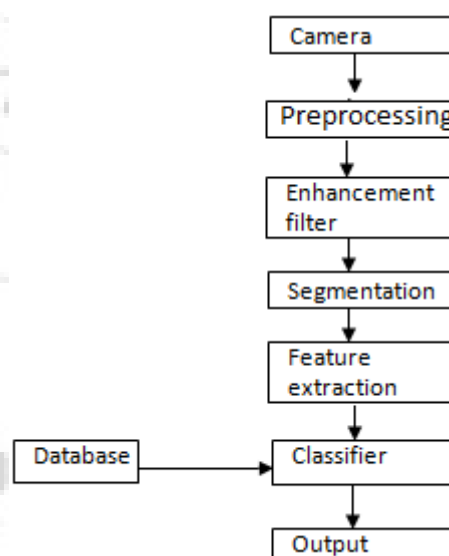 Camera
Preprocessing
Enhancement
filter
Segmentation
Feature
extraction
Database
Classifier
Output